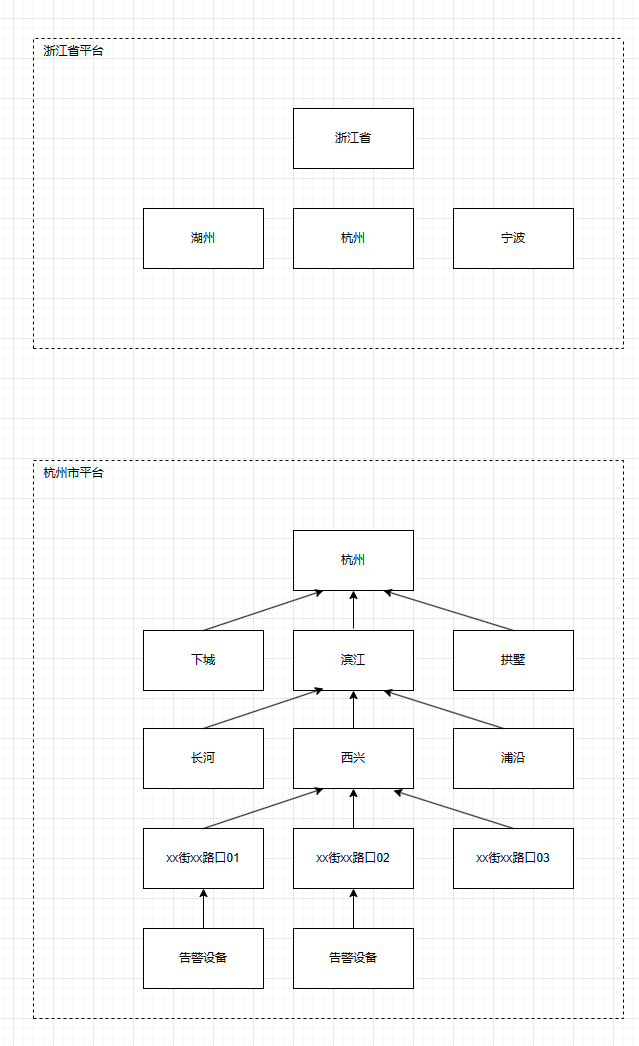 浙江省平台
浙江省
湖州
杭州
宁波
杭州市平台
杭州
下城
滨江
拱墅
长河
西兴
浦沿
xx街xx路口01
xx街xx路口02
xx街xx路口03
告警设备
告警设备